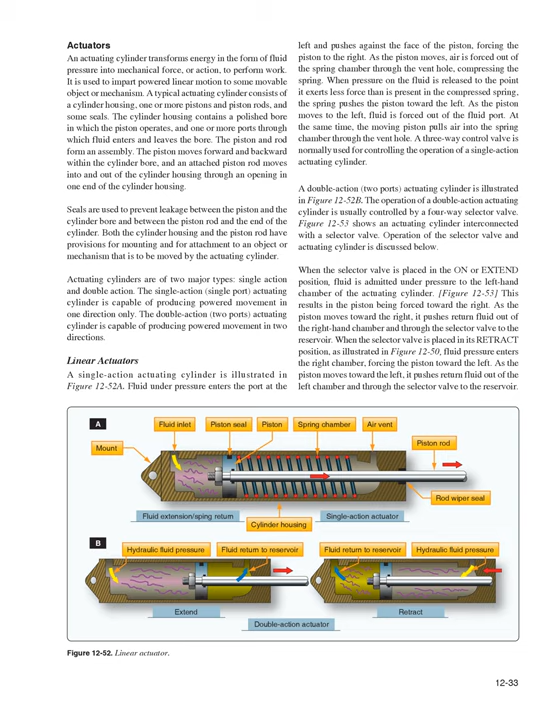 Actuators
An actuating cylinder transforms energy in the form of fluid
pressure into mechanical force, or action, to perform work.
It is used to impart powered linear motion to some movable
object or mechanism. A typical actuating cylinder consists of
a cylinder housing, one or more pistons and piston rods, and
some seals. The cylinder housing contains a polished bore
in which the piston operates, and one or more ports through
which fluid enters and leaves the bore. The piston and rod
form an assembly. The piston moves forward and backward
within the cylinder bore, and an attached piston rod moves
into and out of the cylinder housing through an opening in
one end of the cylinder housing.
Seals are used to prevent leakage between the piston and the
cylinder bore and between the piston rod and the end of the
cylinder. Both the cylinder housing and the piston rod have
provisions for mounting and for attachment to an object or
mechanism that is to be moved by the actuating cylinder.
Actuating cylinders are of two major types: single action
and double action. The single-action (single port) actuating
cylinder is capable of producing powered movement in
one direction only. The double-action (two ports) actuating
cylinder is capable of producing powered movement in two
directions.
Linear Actuators
A single-action actuating cylinder is illustrated in
Figure 12-52A. Fluid under pressure enters the port at the
left and pushes against the face of the piston, forcing the
piston to the right. As the piston moves, air is forced out of
the spring chamber through the vent hole, compressing the
spring. When pressure on the fluid is released to the point
it exerts less force than is present in the compressed spring,
the spring pushes the piston toward the left. As the piston
moves to the left, fluid is forced out of the fluid port. At
the same time, the moving piston pulls air into the spring
chamber through the vent hole. A three-way control valve is
normally used for controlling the operation of a single-action
actuating cylinder.
A double-action (two ports) actuating cylinder is illustrated
in Figure 12-52B. The operation of a double-action actuating
cylinder is usually controlled by a four-way selector valve.
Figure 12-53 shows an actuating cylinder interconnected
with a selector valve. Operation of the selector valve and
actuating cylinder is discussed below.
When the selector valve is placed in the ON or EXTEND
position, fluid is admitted under pressure to the left-hand
chamber of the actuating cylinder. [Figure 12-53] This
results in the piston being forced toward the right. As the
piston moves toward the right, it pushes return fluid out of
the right-hand chamber and through the selector valve to the
reservoir. When the selector valve is placed in its RETRACT
position, as illustrated in Figure 12-50, fluid pressure enters
the right chamber, forcing the piston toward the left. As the
piston moves toward the left, it pushes return fluid out of the
left chamber and through the selector valve to the reservoir.
A
Fluid inlet
Piston seal
Piston
Spring chamber
Air vent
Mount
Piston rod
Rod wiper seal
Fluid extension/sping return
Single-action actuator
Cylinder housing
B
Hydraulic fluid pressure
Fluid return to reservoir
Fluid return to reservoir
Hydraulic fluid pressure
Extend
Retract
Double-action actuator
Figure 12-52. Linear actuator.
12-33